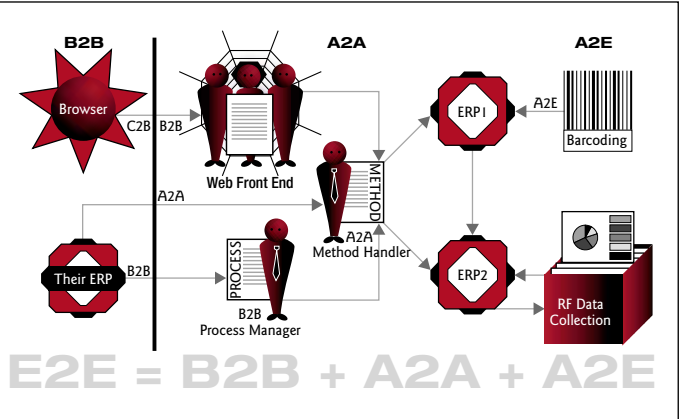 B2B
A2A
A2E
Browser
C2B
B2B
Web Front End
ERP1
A2E
Barcoding
A2A
METHOD
A2A
Method Handler
Their ERP
B2B
PROCESS
B2B
Process Manager
ERP2
RF Data
Collection
E2E = B2B + A2A + A2E